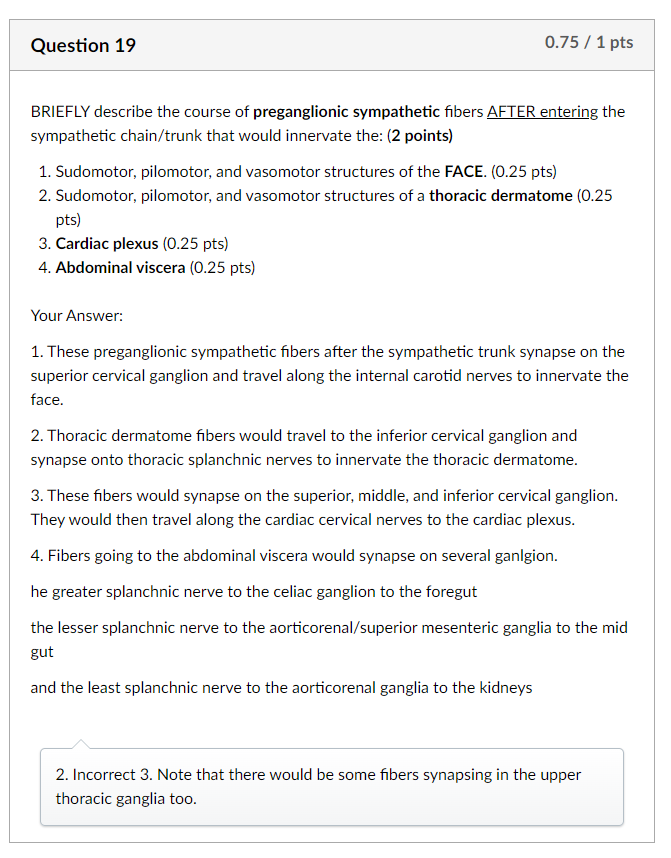 Question 19
0.75 / 1 pts
BRIEFLY describe the course of preganglionic sympathetic fibers AFTER entering the
sympathetic chain/trunk that would innervate the: (2 points)
1. Sudomotor, pilomotor, and vasomotor structures of the FACE. (0.25 pts)
2. Sudomotor, pilomotor, and vasomotor structures of a thoracic dermatome (0.25
pts)
3. Cardiac plexus (0.25 pts)
4. Abdominal viscera (0.25 pts)
Your Answer:
1. These preganglionic sympathetic fibers after the sympathetic trunk synapse on the
superior cervical ganglion and travel along the internal carotid nerves to innervate the
face.
2. Thoracic dermatome fibers would travel to the inferior cervical ganglion and
synapse onto thoracic splanchnic nerves to innervate the thoracic dermatome.
3. These fibers would synapse on the superior, middle, and inferior cervical ganglion.
They would then travel along the cardiac cervical nerves to the cardiac plexus.
4. Fibers going to the abdominal viscera would synapse on several ganlgion.
he greater splanchnic nerve to the celiac ganglion to the foregut
the lesser splanchnic nerve to the aorticorenal/superior mesenteric ganglia to the mid
gut
and the least splanchnic nerve to the aorticorenal ganglia to the kidneys
2. Incorrect 3. Note that there would be some fibers synapsing in the upper
thoracic ganglia too.